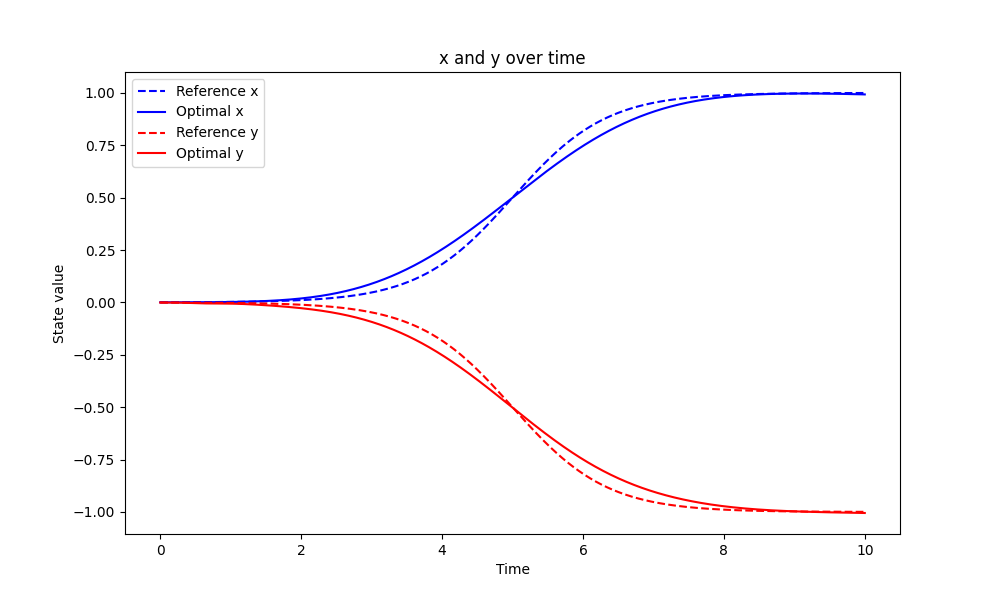 x and y over time
Reference x
Optimal x
Reference y
Optimal y
1.00
0.75
0.50
0.25
0.00
−0.25
−0.50
−0.75
−1.00
State value
0 2 4 6 8 10
Time